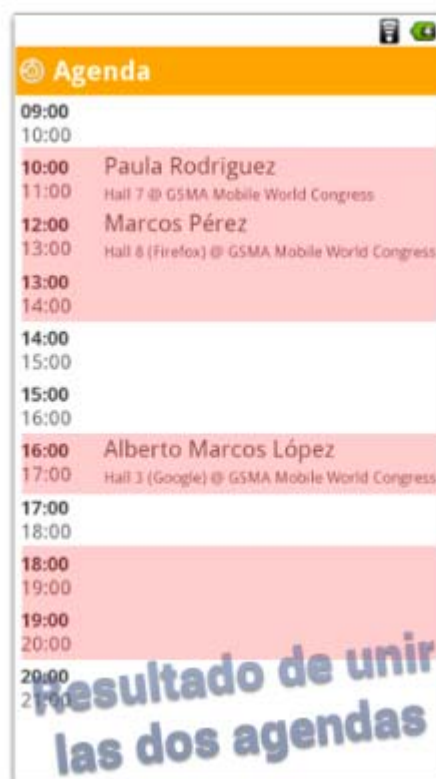 Agenda
09:00
10:00
10:00 Paula Rodriguez
11:00 Hall 7 @ GSMA Mobile World Congress
12:00 Marcos Pérez
13:00 Hall 8 (Firefox) @ GSMA Mobile World Congress
13:00
14:00
14:00
15:00
15:00
16:00
16:00 Alberto Marcos López
17:00 Hall 3 (Google) @ GSMA Mobile World Congress
17:00
18:00
18:00
19:00
19:00
20:00
20:00
21:00
Resultado de unir
las dos agendas